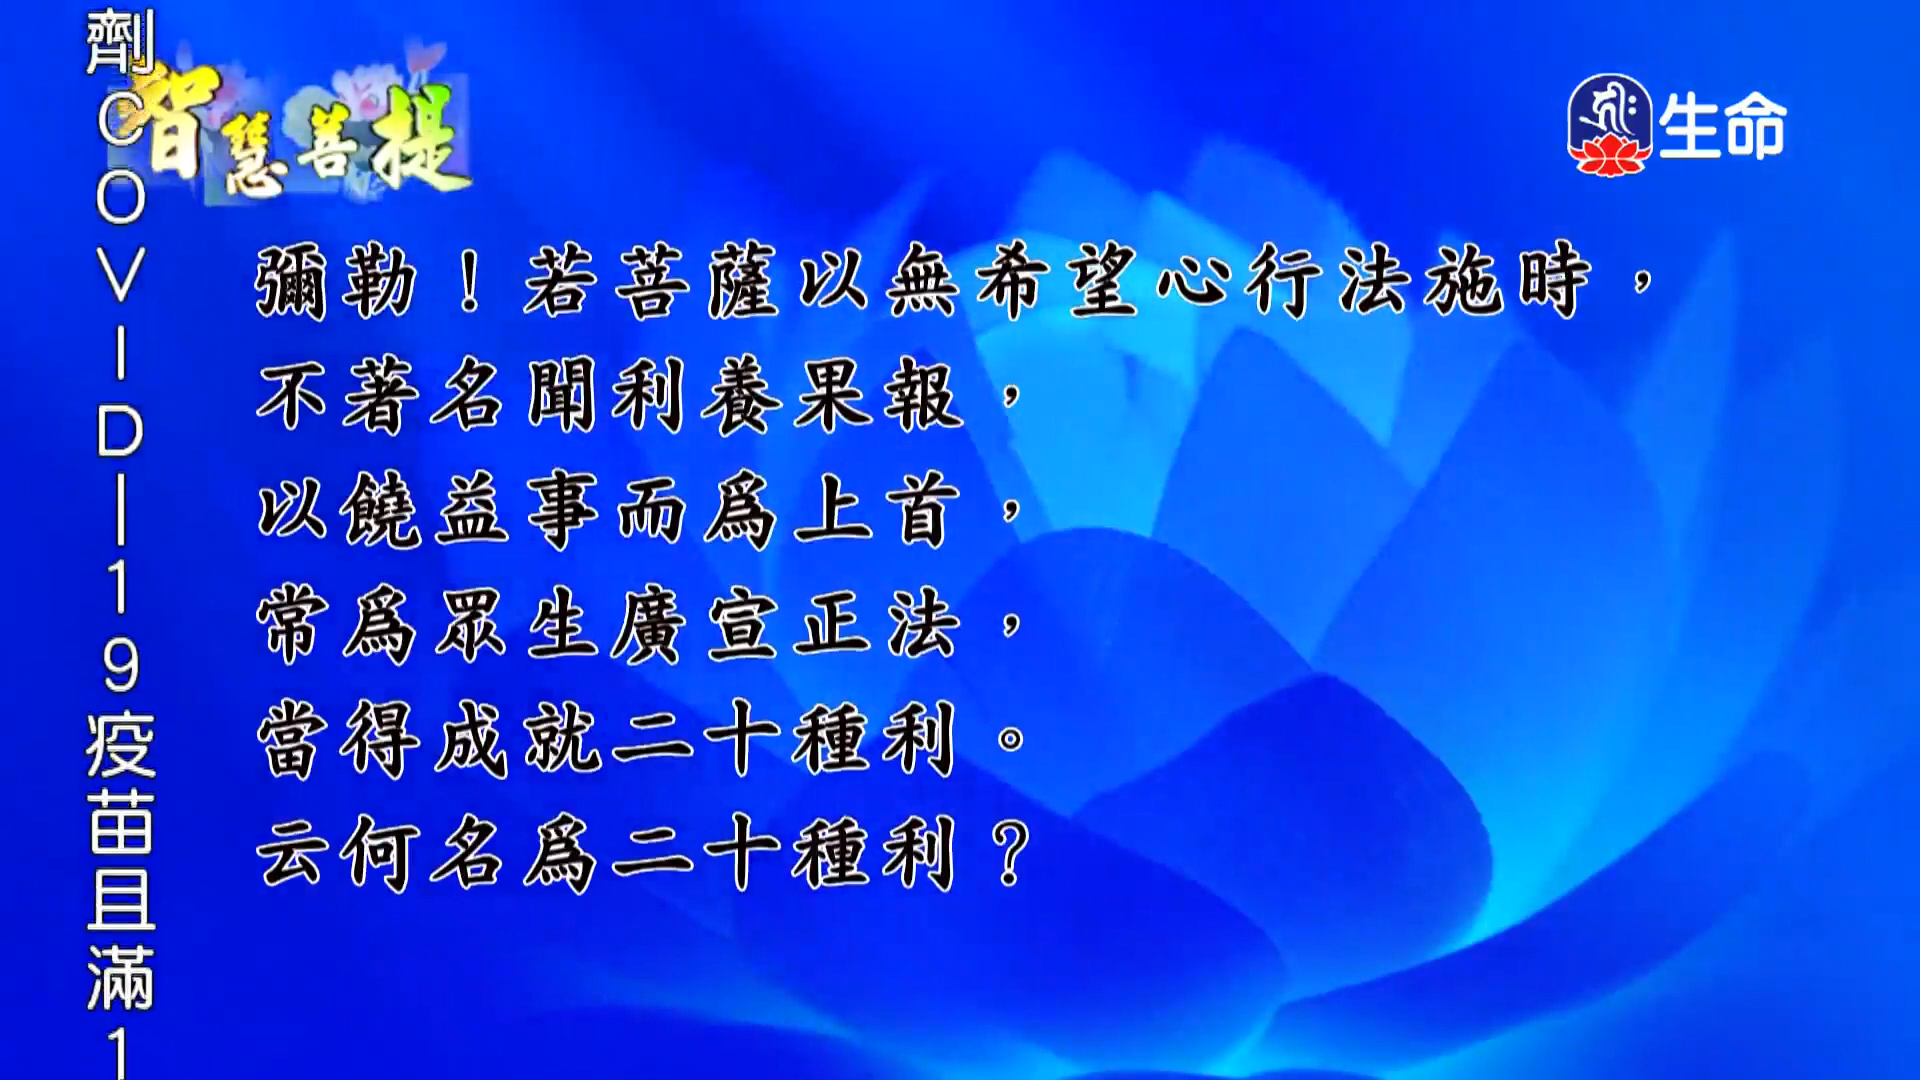 劑COVID-19疫苗且滿1
智慧菩提
生命
彌勒！若菩薩以無希望心行法施時，
不著名聞利養果報，
以饒益事而爲上首，
常爲眾生廣宣正法，
當得成就二十種利。
云何名爲二十種利？